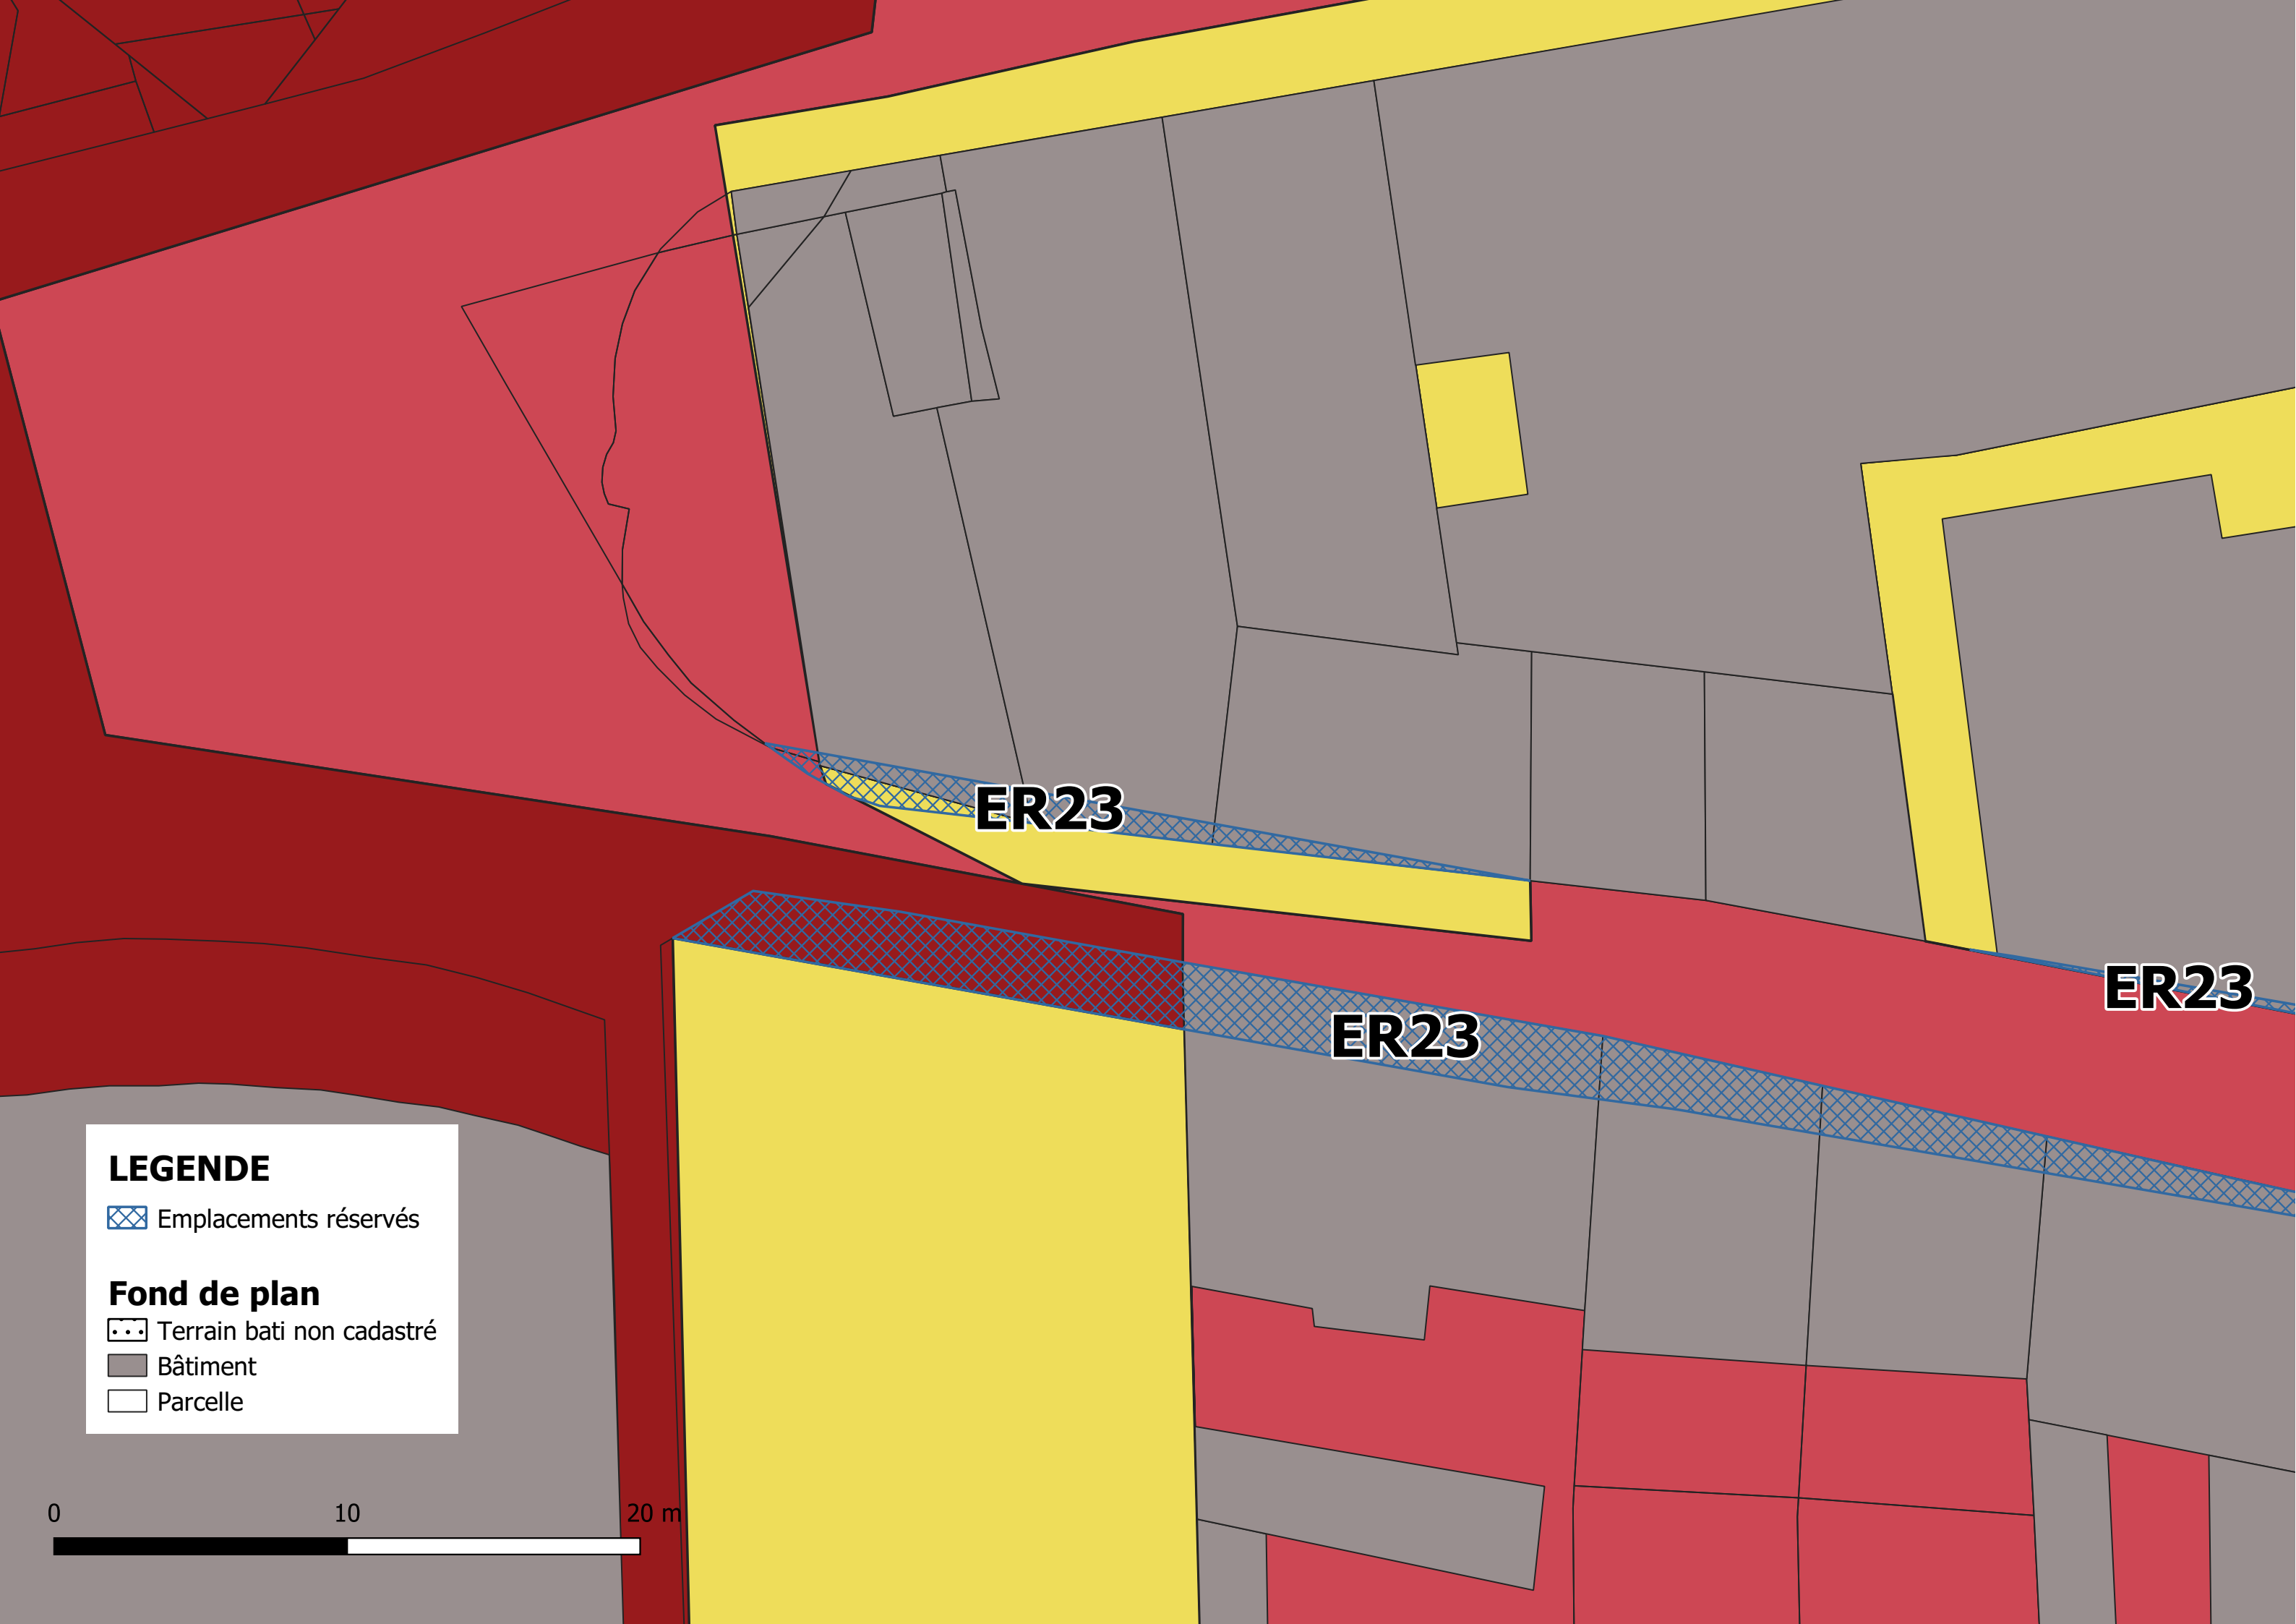 ER23
ER23
ER23
LEGENDE
Emplacements réservés
Fond de plan
Terrain bati non cadastré
Bâtiment
Parcelle
0 10 20 m